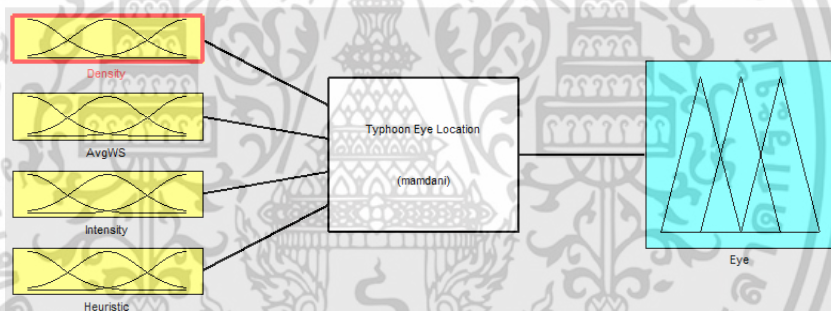 Density
Typhoon Eye Location
AvgWS
(mamdani)
Intensity
Eye
Heuristic